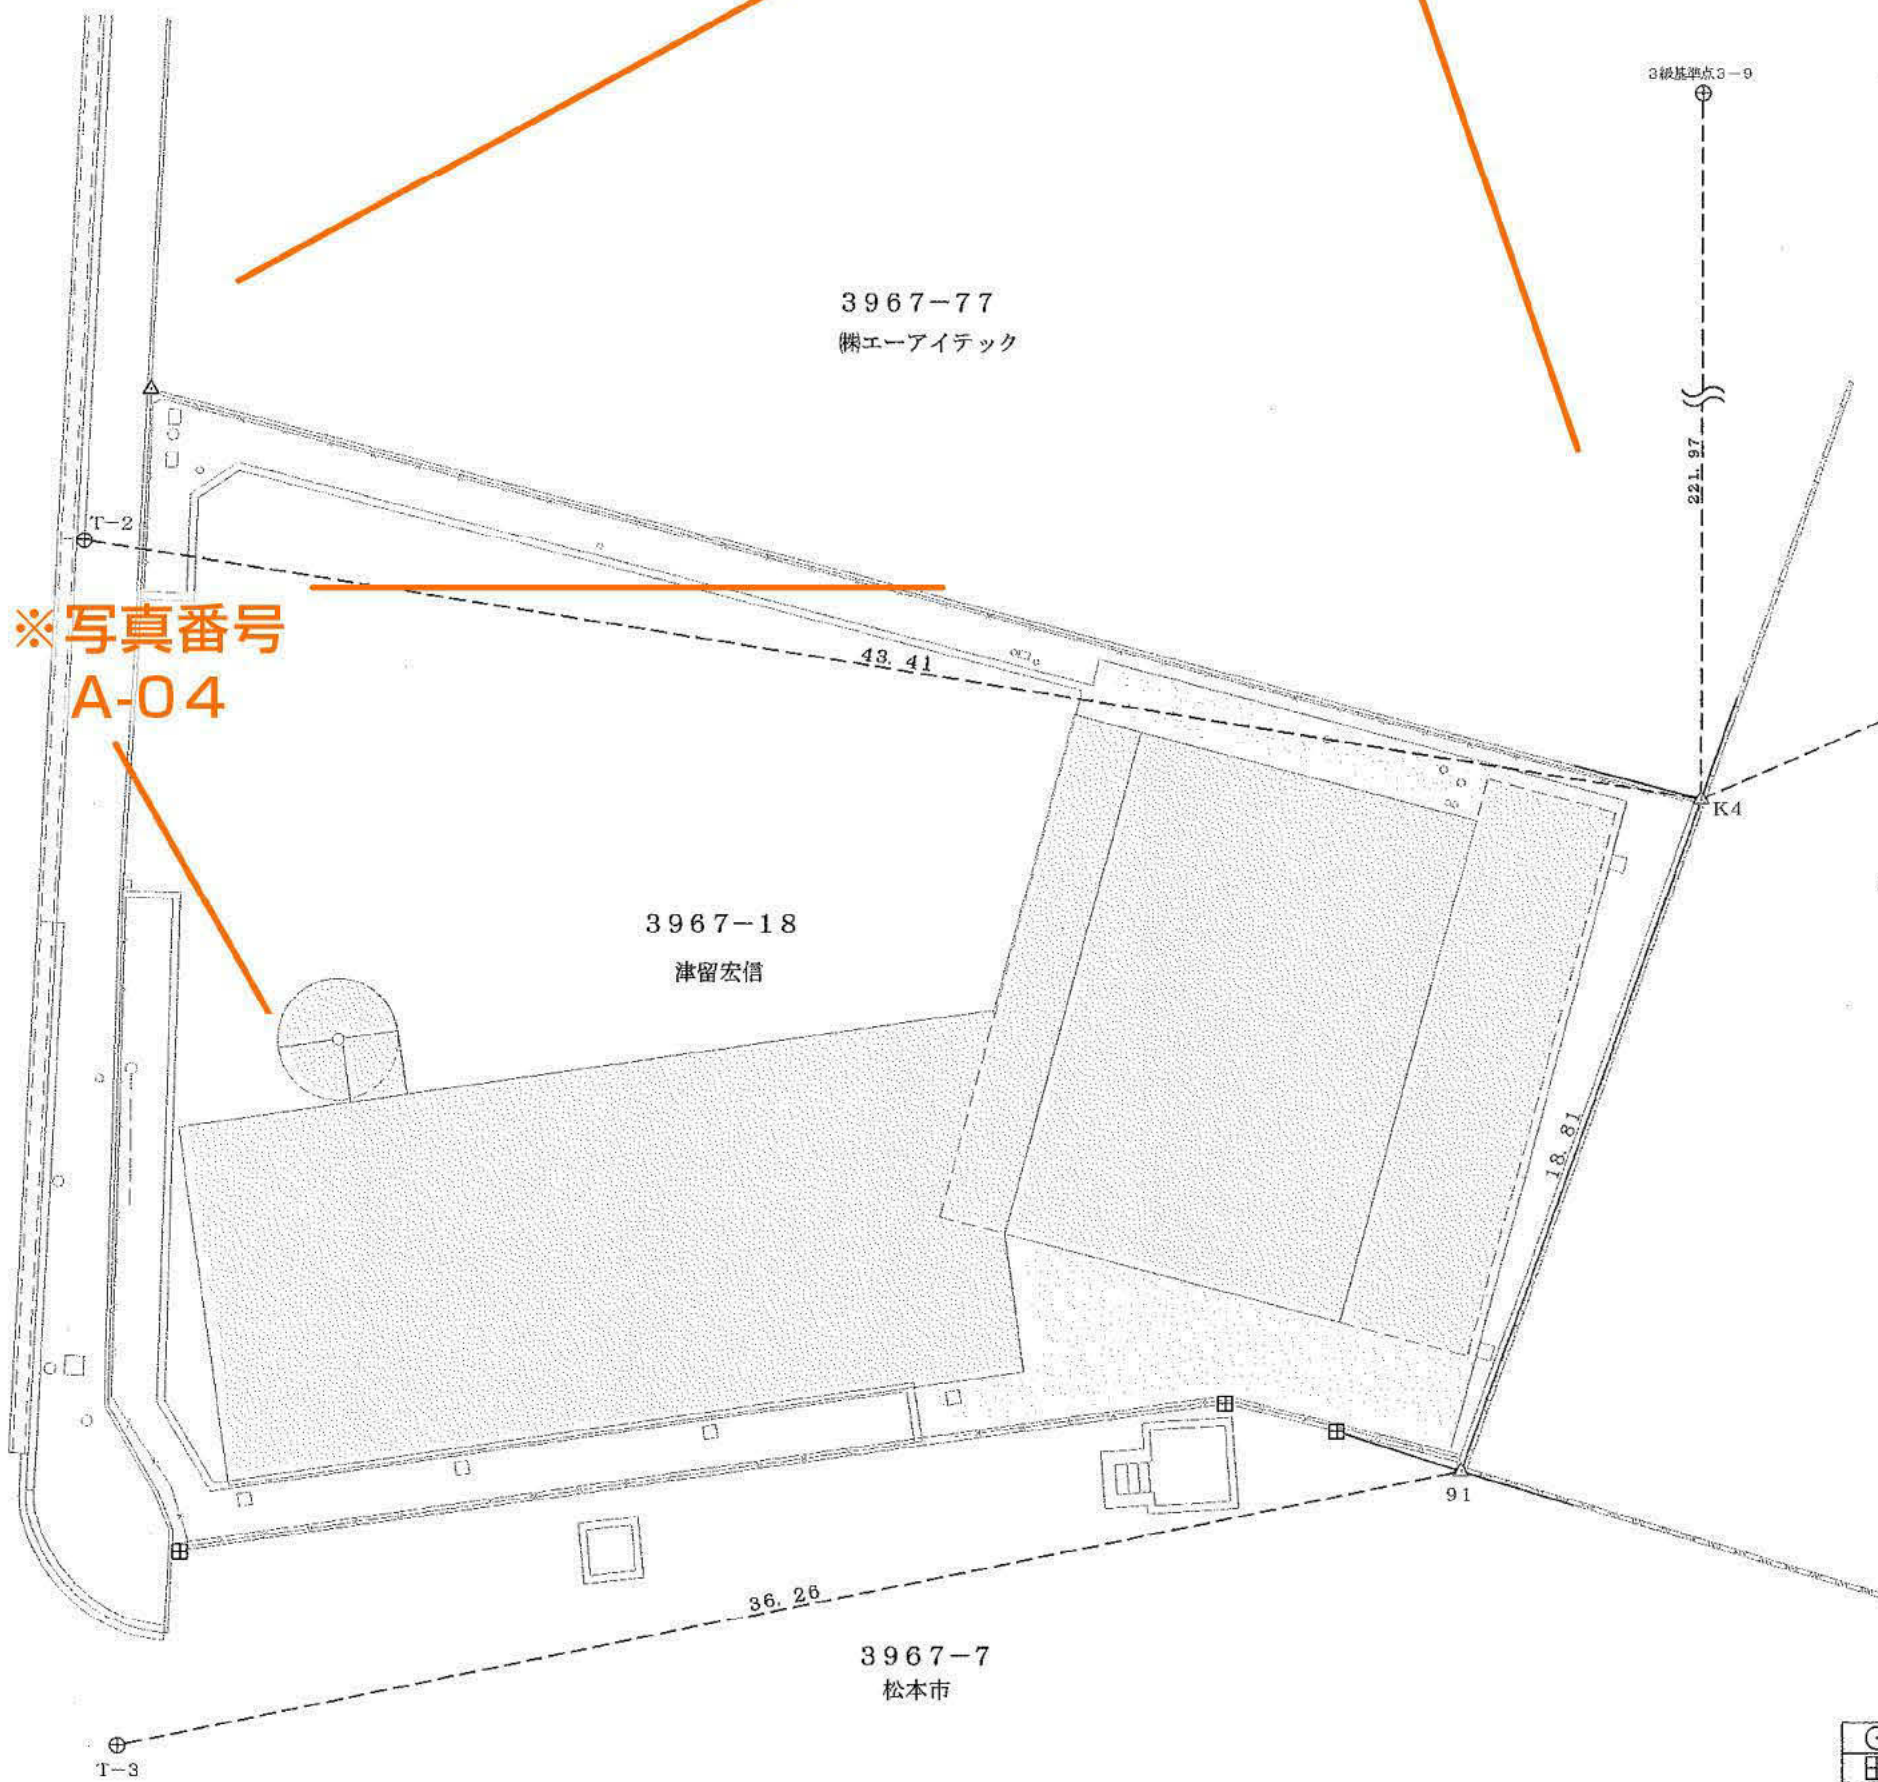 3級基準点3-9
3967-77
㈱エーアイテック
221.97
T-2
※写真番号
A-04
43.41
K4
3967-18
津留宏信
18.81
91
36.26
3967-7
松本市
T-3